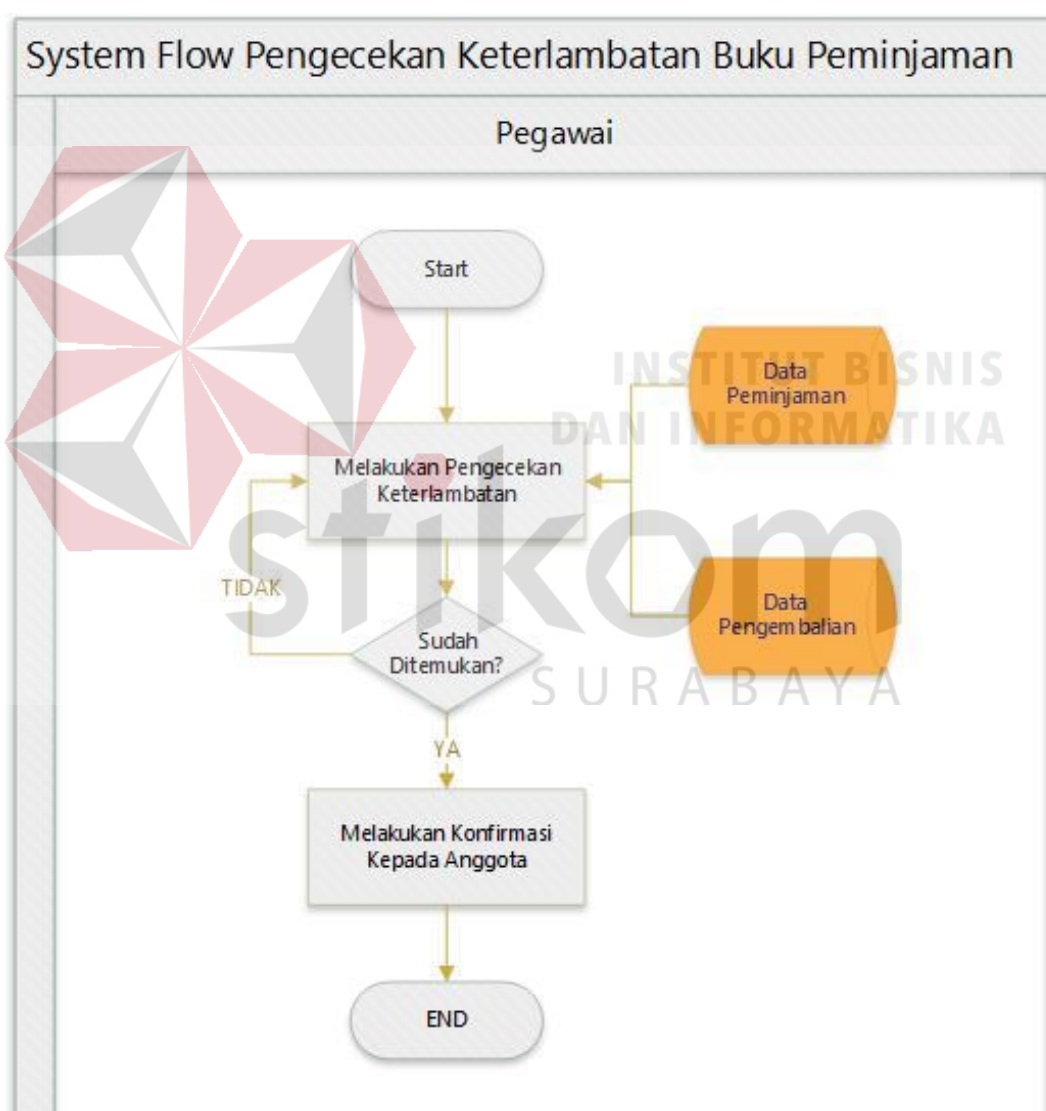 System Flow Pengecekan Keterlambatan Buku Peminjaman
Pegawai
Start
Data
Peminjaman
INSTITUT BISNIS
DAN INFORMATIKA
Melakukan Pengecekan
Keterlambatan
stikom
SURABAYA
TIDAK
Sudah
Ditemukan?
Data
Pengembalian
YA
Melakukan Konfirmasi
Kepada Anggota
END